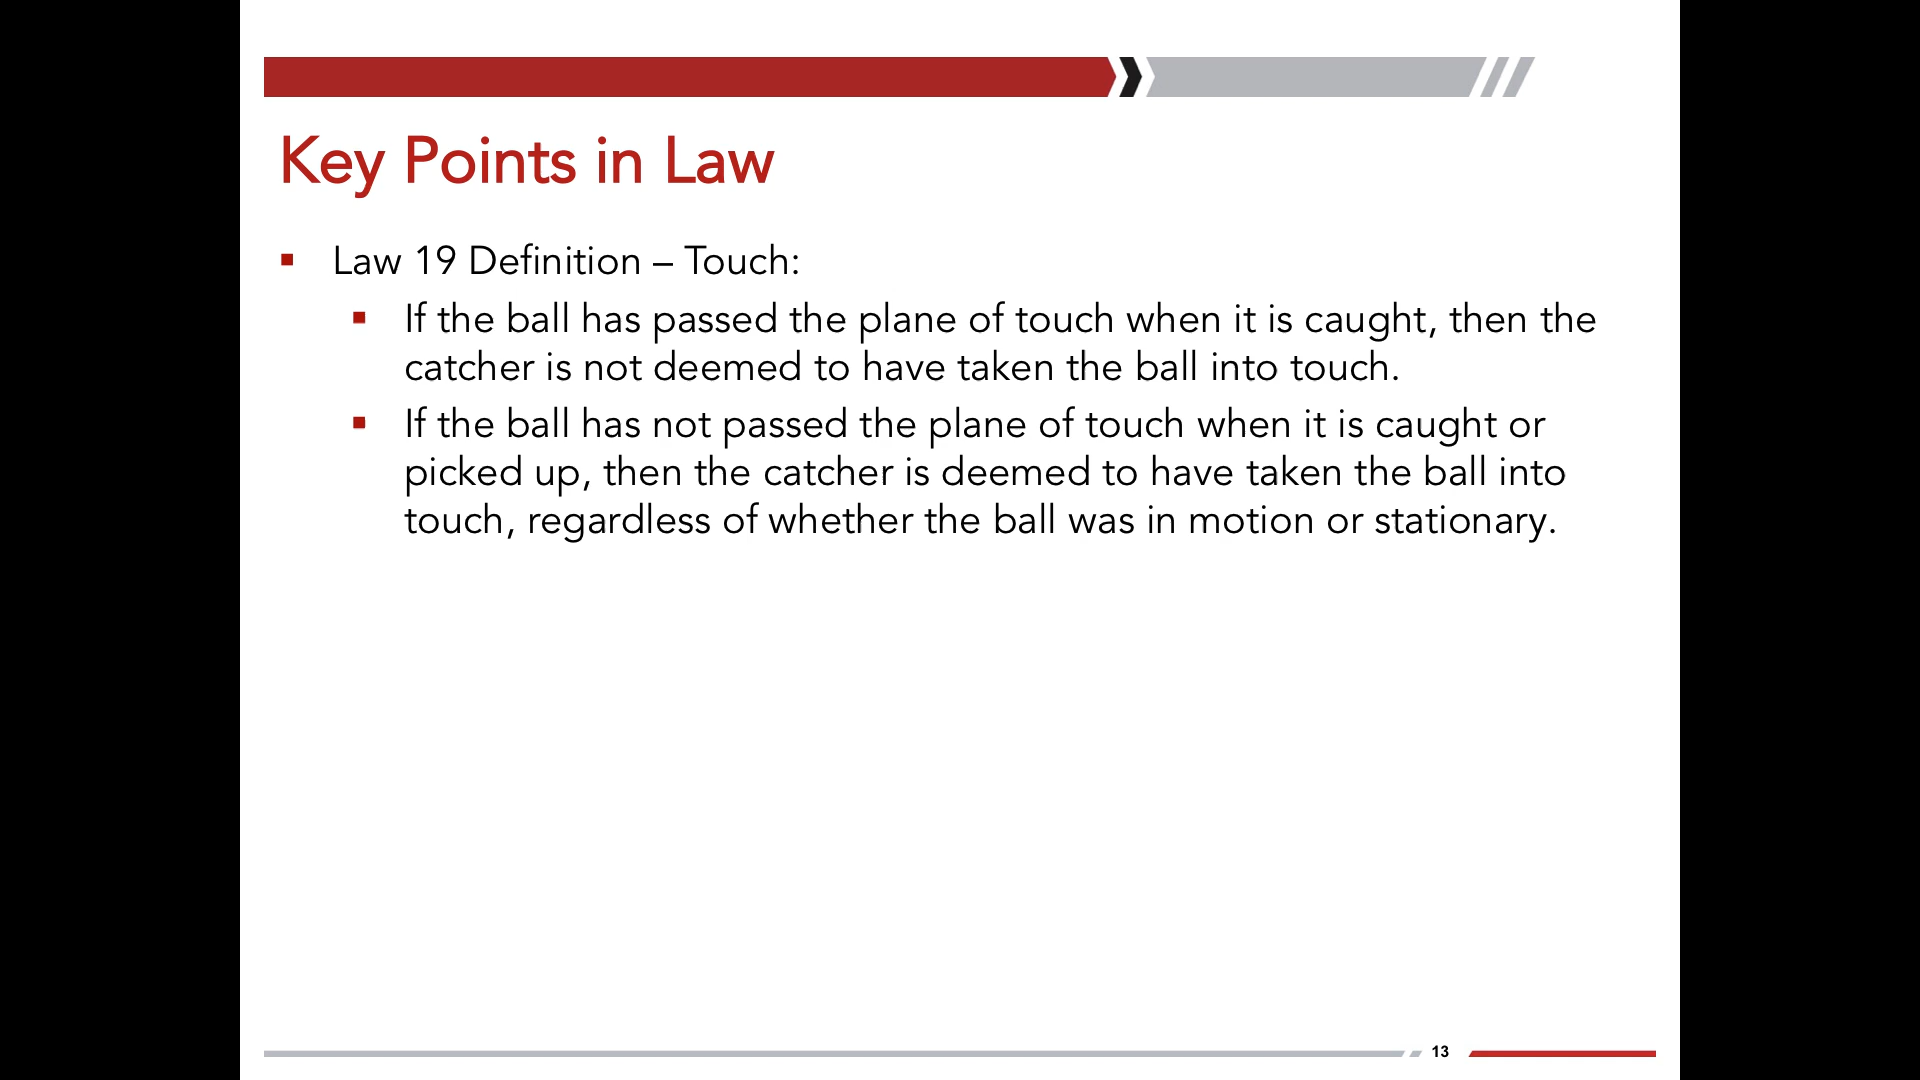 Key Points in Law
Law 19 Definition – Touch:
If the ball has passed the plane of touch when it is caught, then the
catcher is not deemed to have taken the ball into touch.
If the ball has not passed the plane of touch when it is caught or
picked up, then the catcher is deemed to have taken the ball into
touch, regardless of whether the ball was in motion or stationary.
13